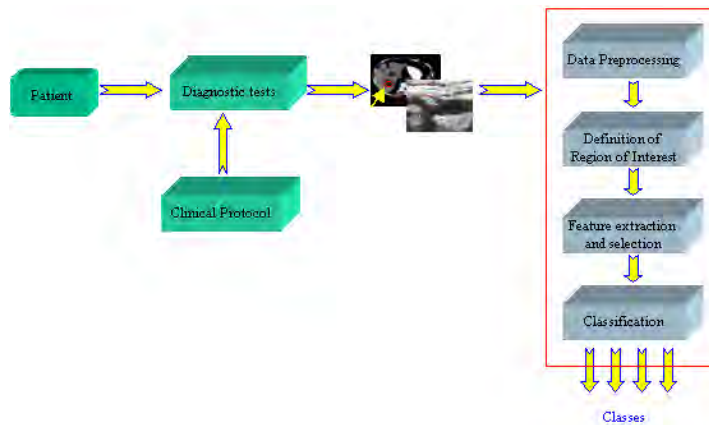 Patient
Diagnostic tests
Clinical Protocol
Data Preprocessing
Definition of
Region of Interest
Feature extraction
and selection
Classification
Classes